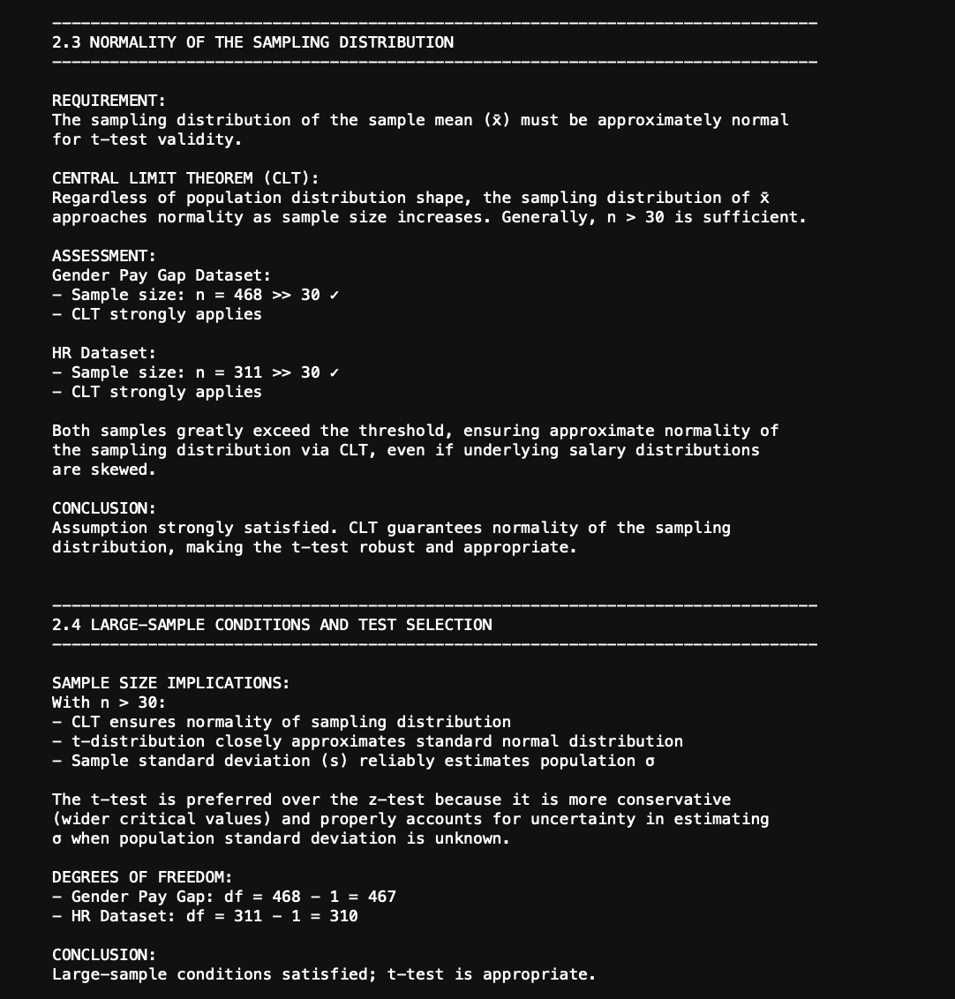 --------------------------------------------------------------------------------
2.3 NORMALITY OF THE SAMPLING DISTRIBUTION
--------------------------------------------------------------------------------
REQUIREMENT:
The sampling distribution of the sample mean (x̄) must be approximately normal
for t-test validity.
CENTRAL LIMIT THEOREM (CLT):
Regardless of population distribution shape, the sampling distribution of x̄
approaches normality as sample size increases. Generally, n > 30 is sufficient.
ASSESSMENT:
Gender Pay Gap Dataset:
- Sample size: n = 468 >> 30 ✓
- CLT strongly applies
HR Dataset:
- Sample size: n = 311 >> 30 ✓
- CLT strongly applies
Both samples greatly exceed the threshold, ensuring approximate normality of
the sampling distribution via CLT, even if underlying salary distributions
are skewed.
CONCLUSION:
Assumption strongly satisfied. CLT guarantees normality of the sampling
distribution, making the t-test robust and appropriate.
--------------------------------------------------------------------------------
2.4 LARGE-SAMPLE CONDITIONS AND TEST SELECTION
--------------------------------------------------------------------------------
SAMPLE SIZE IMPLICATIONS:
With n > 30:
- CLT ensures normality of sampling distribution
- t-distribution closely approximates standard normal distribution
- Sample standard deviation (s) reliably estimates population σ
The t-test is preferred over the z-test because it is more conservative
(wider critical values) and properly accounts for uncertainty in estimating
σ when population standard deviation is unknown.
DEGREES OF FREEDOM:
- Gender Pay Gap: df = 468 - 1 = 467
- HR Dataset: df = 311 - 1 = 310
CONCLUSION:
Large-sample conditions satisfied; t-test is appropriate.